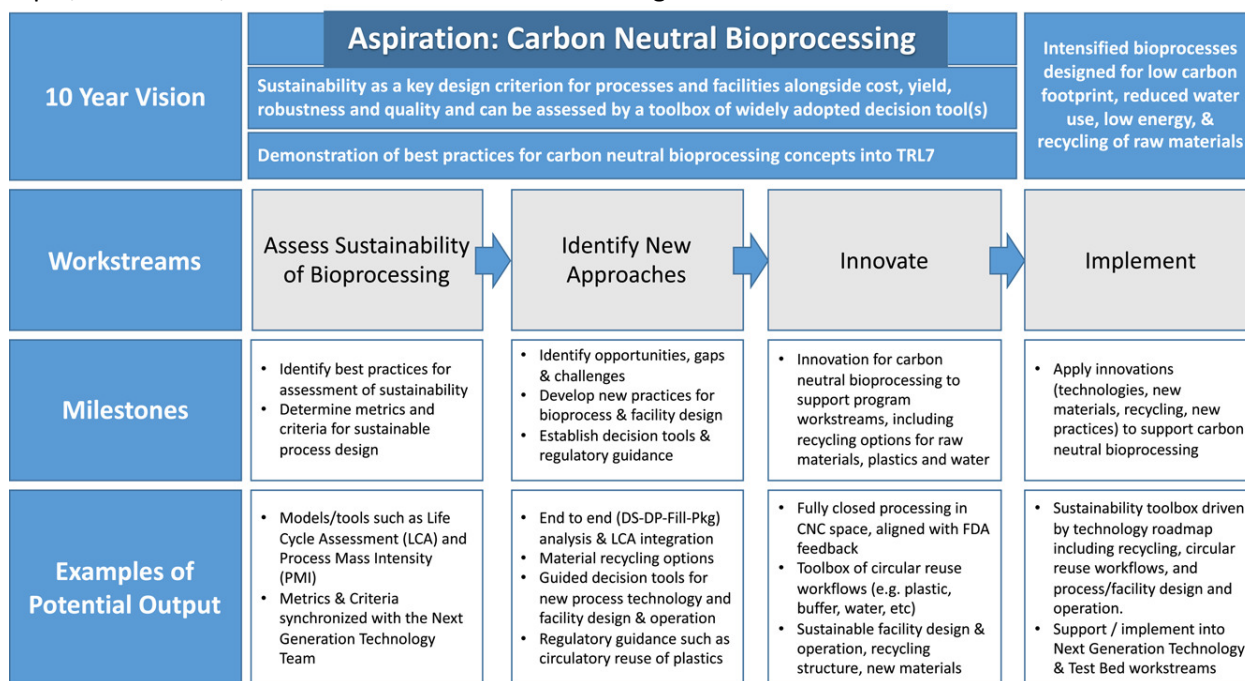 Aspiration: Carbon Neutral Bioprocessing
10 Year Vision
Sustainability as a key design criterion for processes and facilities alongside cost, yield,
robustness and quality and can be assessed by a toolbox of widely adopted decision tool(s)
Demonstration of best practices for carbon neutral bioprocessing concepts into TRL7
Intensified bioprocesses
designed for low carbon
footprint, reduced water
use, low energy, &
recycling of raw materials
Workstreams
Assess Sustainability
of Bioprocessing
Identify New
Approaches
Innovate
Implement
Milestones
• Identify best practices for
assessment of sustainability
• Determine metrics and
criteria for sustainable
process design
• Identify opportunities, gaps
& challenges
• Develop new practices for
bioprocess & facility design
• Establish decision tools &
regulatory guidance
• Innovation for carbon
neutral bioprocessing to
support program
workstreams, including
recycling options for raw
materials, plastics and water
• Apply innovations
(technologies, new
materials, recycling, new
practices) to support carbon
neutral bioprocessing
Examples of
Potential Output
• Models/tools such as Life
Cycle Assessment (LCA) and
Process Mass Intensity
(PMI)
• Metrics & Criteria
synchronized with the Next
Generation Technology
Team
• End to end (DS-DP-Fill-Pkg)
analysis & LCA integration
• Material recycling options
• Guided decision tools for
new process technology and
facility design & operation
• Regulatory guidance such as
circulatory reuse of plastics
• Fully closed processing in
CNC space, aligned with FDA
feedback
• Toolbox of circular reuse
workflows (e.g. plastic,
buffer, water, etc)
• Sustainable facility design &
operation, recycling
structure, new materials
• Sustainability toolbox driven
by technology roadmap
including recycling, circular
reuse workflows, and
process/facility design and
operation.
• Support / implement into
Next Generation Technology
& Test Bed workstreams